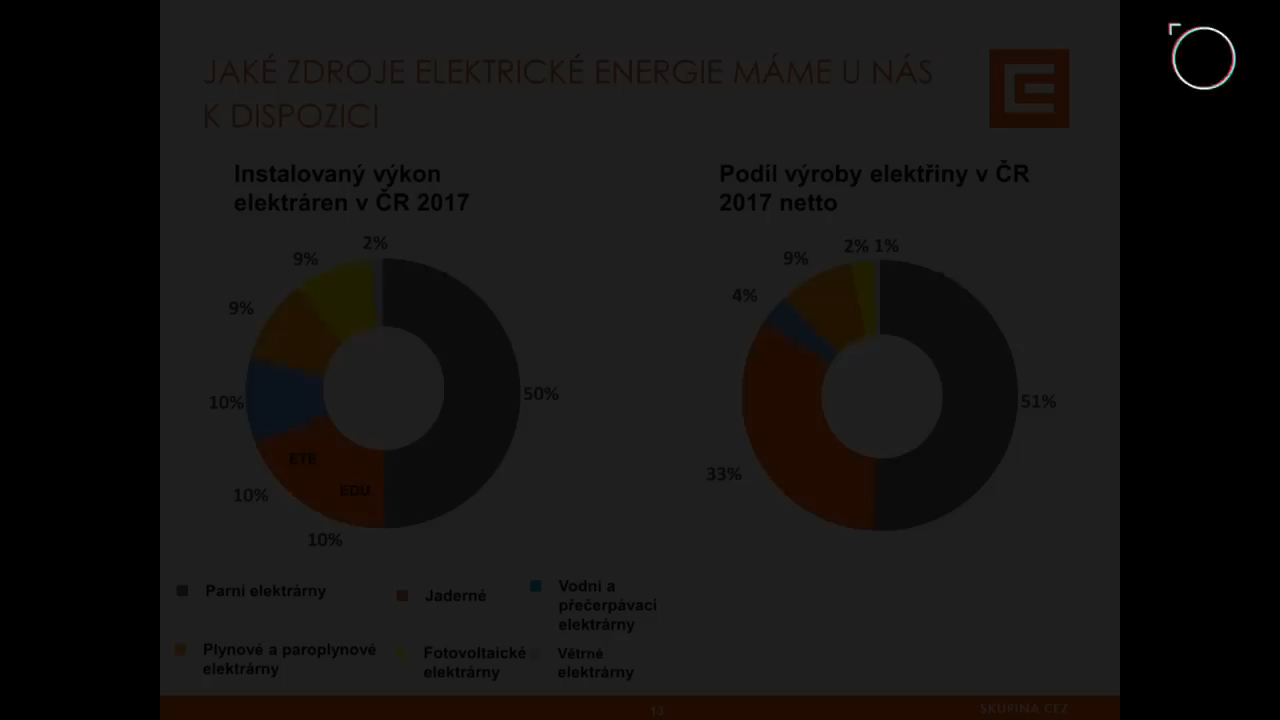 JAKÉ ZDROJE ELEKTRICKÉ ENERGIE MÁME U NÁS
K DISPOZICI
Instalovaný výkon
elektráren v ČR 2017
2%
9%
9%
10%
50%
ETE
EDU
10%
10%
Podíl výroby elektřiny v ČR
2017 netto
2% 1%
9%
4%
51%
33%
Parní elektrárny
Jaderné
Vodní a
přečerpávací
elektrárny
Plynové a paroplynové
elektrárny
Fotovoltaické
elektrárny
Větrné
elektrárny
13
SKUPINA ČEZ